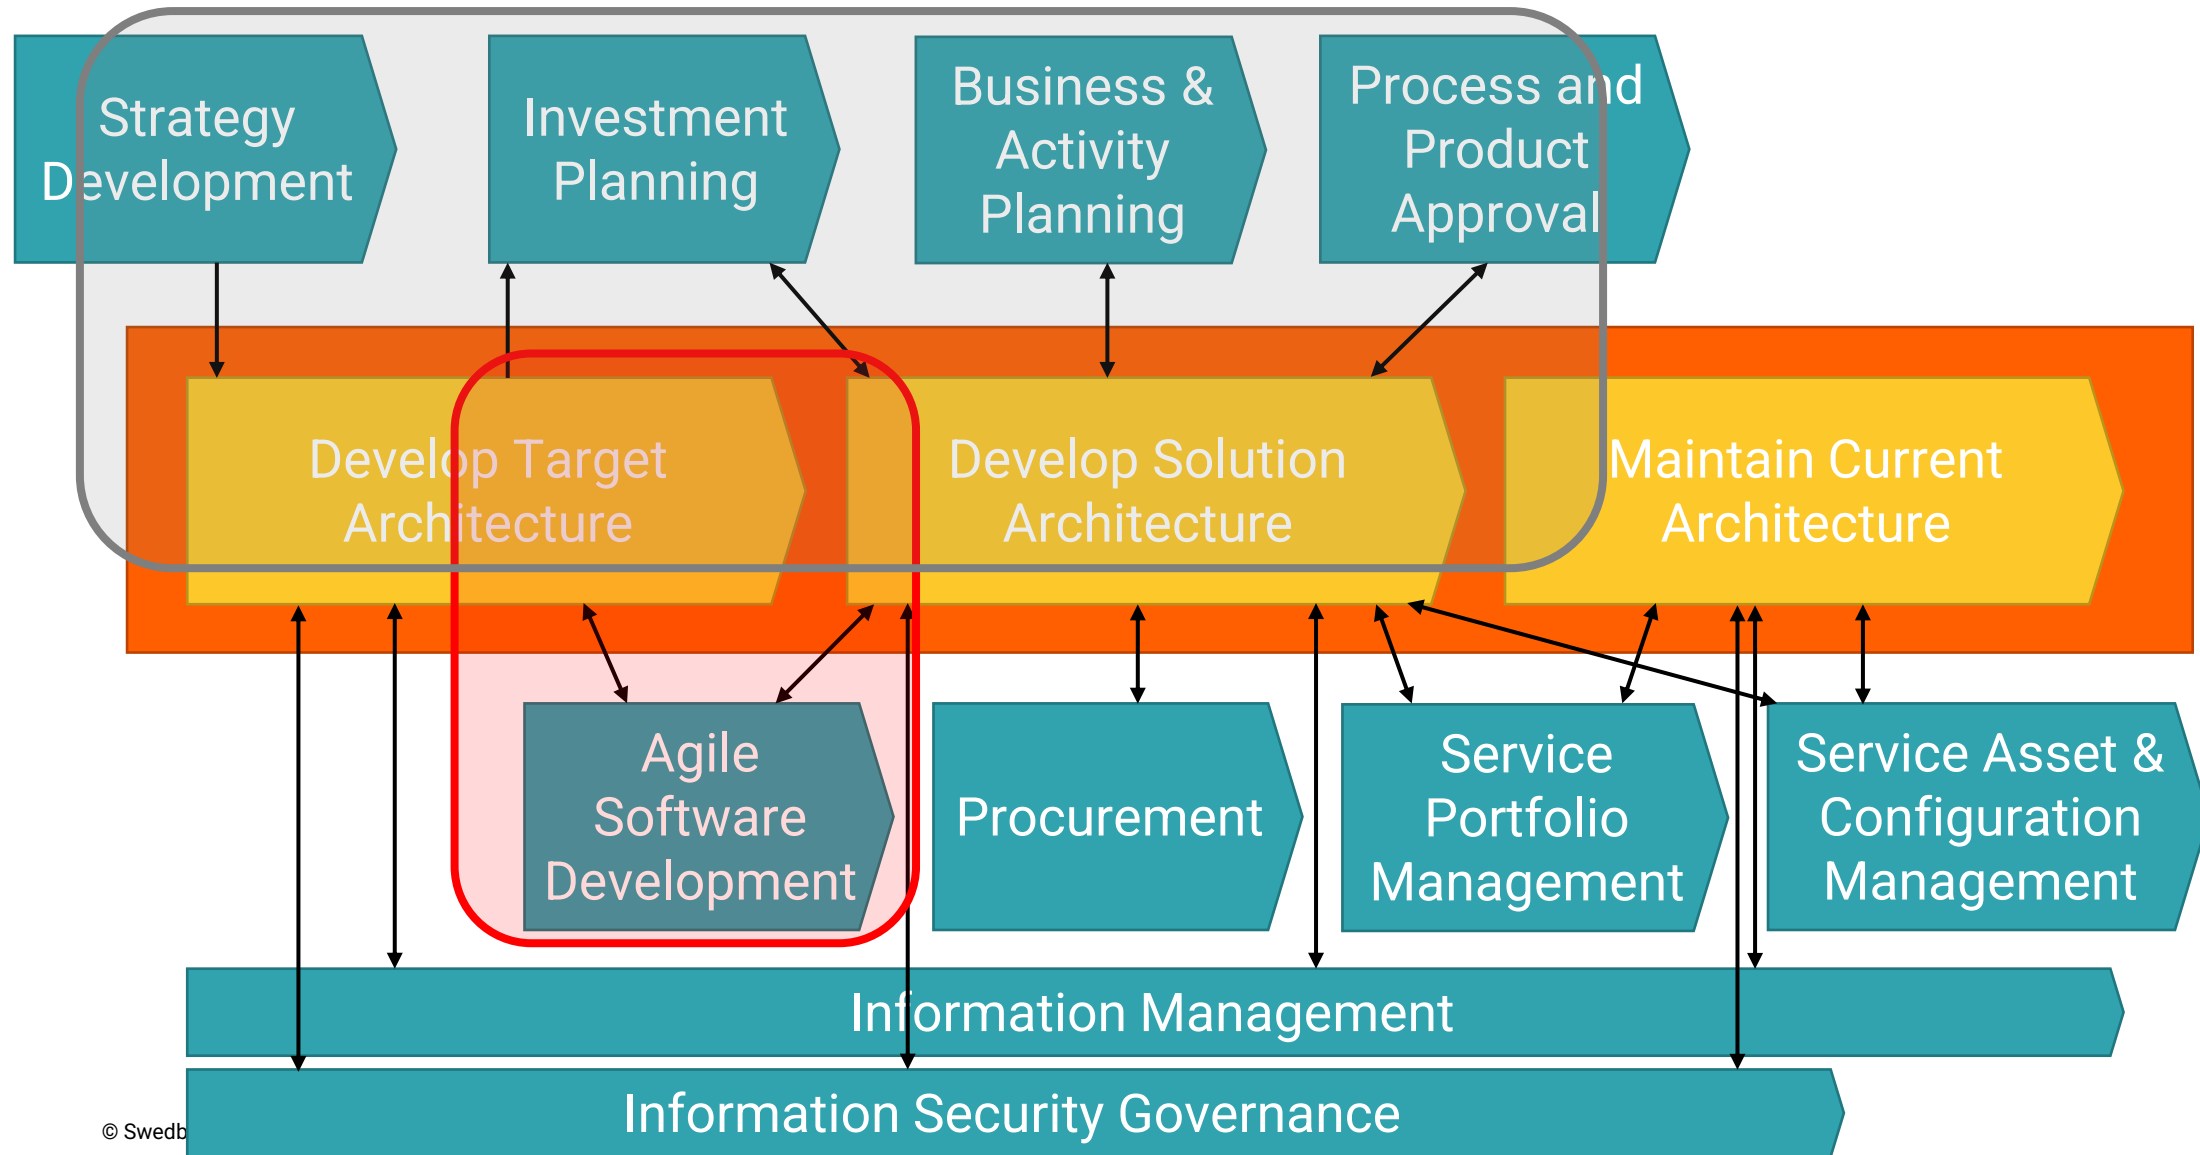 Strategy
Development
Investment
Planning
Business &
Activity
Planning
Process and
Product
Approval
Develop Target
Architecture
Develop Solution
Architecture
Maintain Current
Architecture
Agile
Software
Development
Procurement
Service
Portfolio
Management
Service Asset &
Configuration
Management
Information Management
Information Security Governance
© Swedb